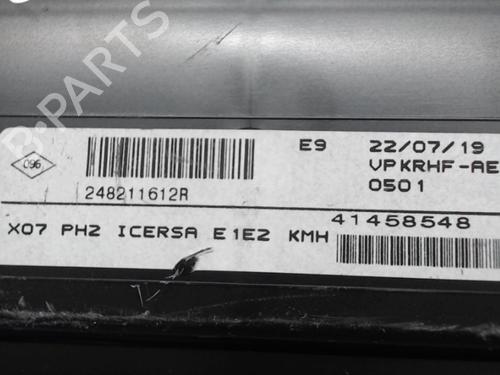 B-Parts
096
248211612R
E9 22/07/19
VPKRHF-AE
0501
X07 PH2 ICERSA E1E2 KMH
41458548